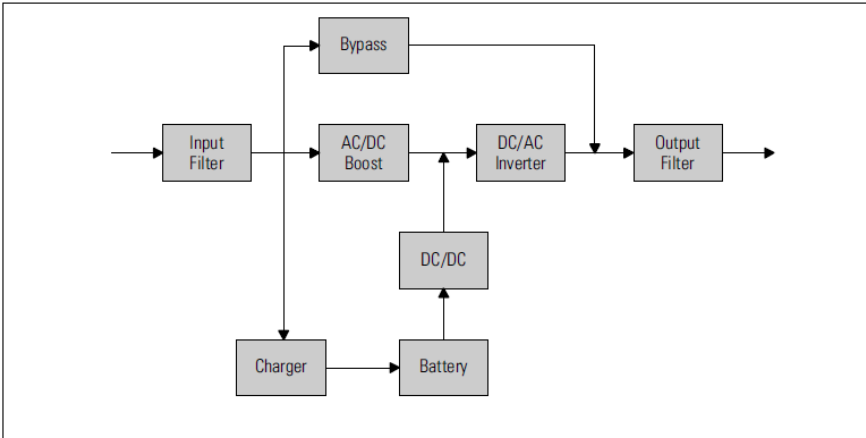 Bypass
Input
Filter
AC/DC
Boost
DC/AC
Inverter
Output
Filter
DC/DC
Charger
Battery